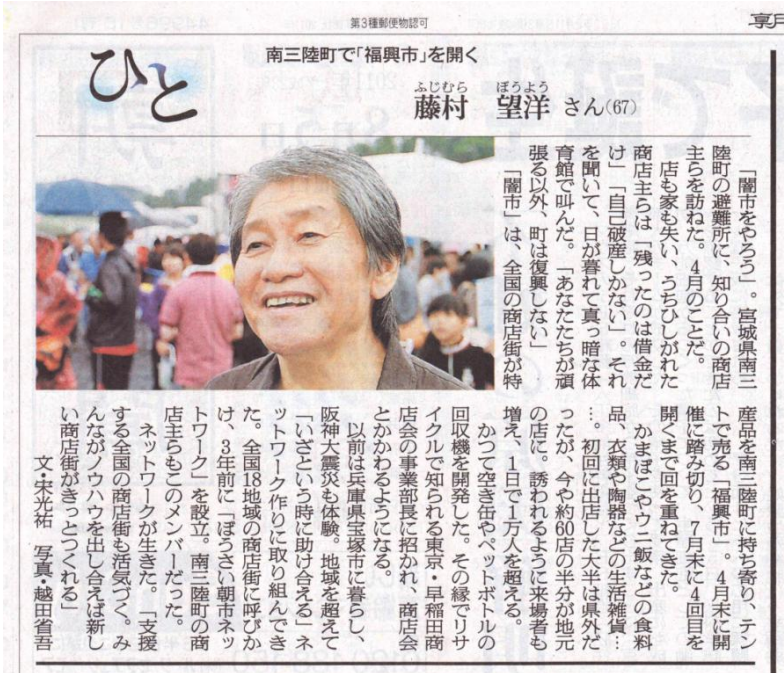 第3種郵便物認可
ひと
南三陸町で「福興市」を開く
ふじむら ぼうよう
藤村 望洋 さん(67)
「闇市をやろう」。宮城県南三
陸町の避難所に、知り合いの商店
主らを訪ねた。4月のことだ。
店も家も失い、うちひしがれた
商店主らは「残ったのは借金だ
け」「自己破産しかない」。それ
を聞いて、日が暮れて真っ暗な体
育館で叫んだ。「あなたたちが頑
張る以外、町は復興しない」
「闇市」は、全国の商店街が特
産品を南三陸町に持ち寄り、テン
トで売る「福興市」。4月末に開
催に踏み切り、7月末に4回目を
開くまで回を重ねてきた。
かまぼこやウニ飯などの食料
品、衣類や陶器などの生活雑貨…
…。初回に出店した大半は県外だ
ったが、今や約60店の半分が地元
の店に。誘われるように来場者も
増え、1日で1万人を超える。
かつて空き缶やペットボトルの
回収機を開発した。その縁でリサ
イクルで知られる東京・早稲田商
店会の事業部長に招かれ、商店会
とかかわるようになる。
以前は兵庫県宝塚市に暮らし、
阪神大震災も体験。地域を超えて
「いざという時に助け合える」ネ
ットワーク作りに取り組んでき
た。全国18地域の商店街に呼びか
け、3年前に「ぼうさい朝市ネッ
トワーク」を設立。南三陸町の商
店主らもこのメンバーだった。
ネットワークが生きた。「支援
する全国の商店街も活気づく。み
んながノウハウを出し合えば新し
い商店街がきっとつくれる」
文・宋光祐 写真・越田省吾